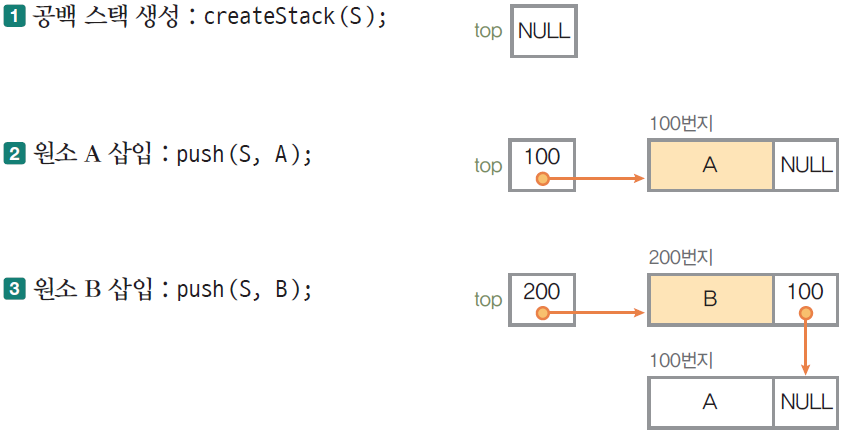 1 공백 스택 생성 : createStack(S);
top NULL
100번지
2 원소 A 삽입 : push(S, A);
top 100 A NULL
200번지
3 원소 B 삽입 : push(S, B);
top 200 B 100
100번지
A NULL